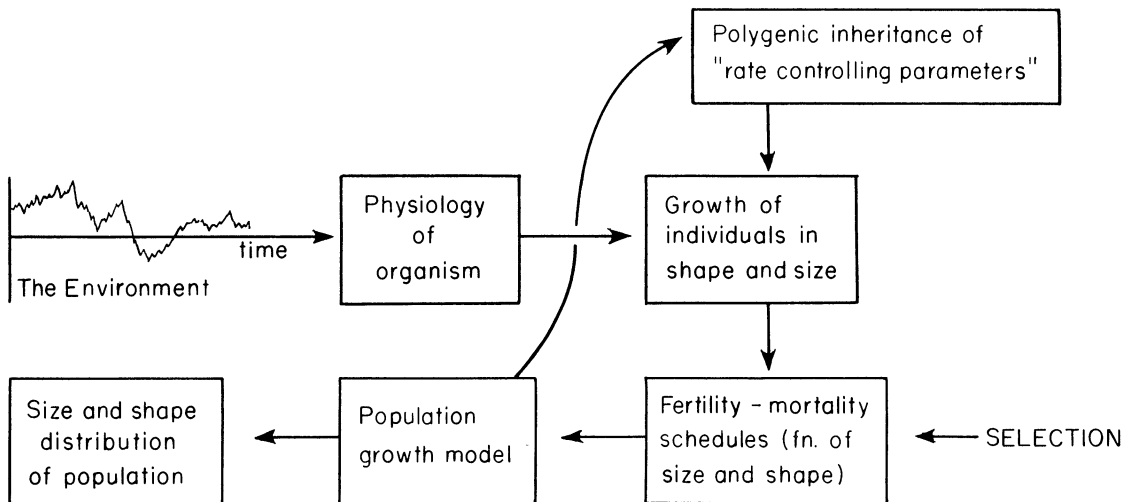 Polygenic inheritance of
"rate controlling parameters"
time
The Environment
Physiology
of
organism
Growth of
individuals in
shape and size
Size and shape
distribution
of population
Population
growth model
Fertility - mortality
schedules (fn. of
size and shape)
SELECTION